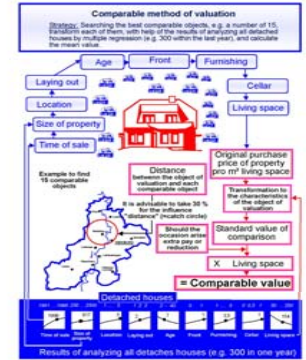 Comparable method of valuation
Strategy: Searching the best comparable objects, e.g. a number of 15,
transform each of them, with help of the results of analyzing all detached
houses by multiple regression (e.g. 300 within the last year), and calculate
the mean value.
Age
Front
Furnishing
Laying out
Cellar
Location
Living space
Size of property
Time of sale
Original purchase
price of property
pro m² living space
Distance
between the object of
valuation and each
comparable object
Example to find
15 comparable
objects
Transformation to
the characteristics
of the object of
valuation
It is advisable to take 30 %
for the influence
"distance" (=catch circle)
Should the
occasion arize
extra pay or
reduction
Standard value of
comparison
X Living space
= Comparable value
Detached houses
Time of sale
Size of
property
Location
Laying out
Age
Front
Furnishing
Cellar
Living space
Results of analyzing all detaches houses (e.g. 300 in one year)